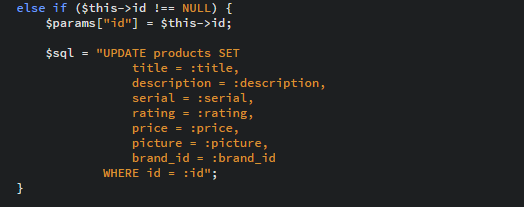 else if ($this->id !== NULL) {
    $params["id"] = $this->id;

    $sql = "UPDATE products SET
                title = :title,
                description = :description,
                serial = :serial,
                rating = :rating,
                price = :price,
                picture = :picture,
                brand_id = :brand_id
            WHERE id = :id";
}